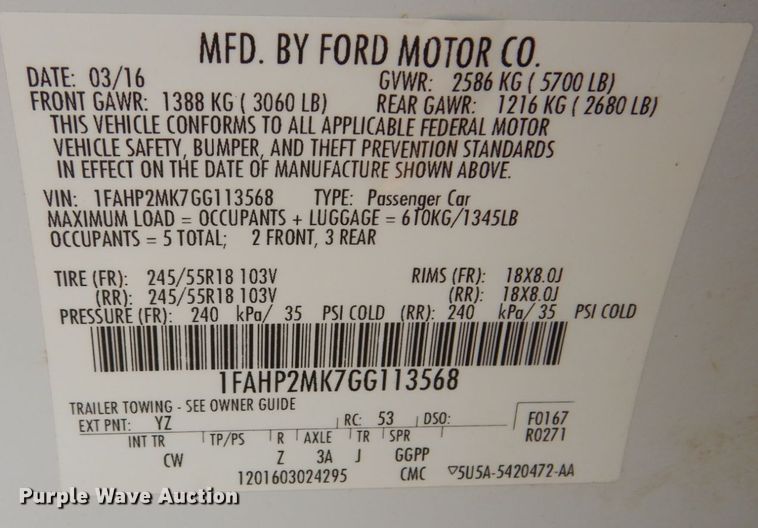 MFD. BY FORD MOTOR CO.
DATE: 03/16 GVWR: 2586 KG ( 5700 LB)
FRONT GAWR: 1388 KG ( 3060 LB) REAR GAWR: 1216 KG ( 2680 LB)
THIS VEHICLE CONFORMS TO ALL APPLICABLE FEDERAL MOTOR
VEHICLE SAFETY, BUMPER, AND THEFT PREVENTION STANDARDS
IN EFFECT ON THE DATE OF MANUFACTURE SHOWN ABOVE.
VIN: 1FAHP2MK7GG113568 TYPE: Passenger Car
MAXIMUM LOAD = OCCUPANTS + LUGGAGE = 610KG/1345LB
OCCUPANTS = 5 TOTAL; 2 FRONT, 3 REAR
TIRE (FR): 245/55R18 103V RIMS (FR): 18X8.0J
(RR): 245/55R18 103V (RR): 18X8.0J
PRESSURE (FR): 240 kPa/ 35 PSI COLD (RR): 240 kPa/ 35 PSI COLD
1FAHP2MK7GG113568
TRAILER TOWING - SEE OWNER GUIDE
EXT PNT: YZ RC: 53 DSO: F0167
R0271
INT TR TP/PS R AXLE TR SPR
CW Z 3A J GGPP
1201603024295 CMC ▽5U5A-5420472-AA
Purple Wave Auction